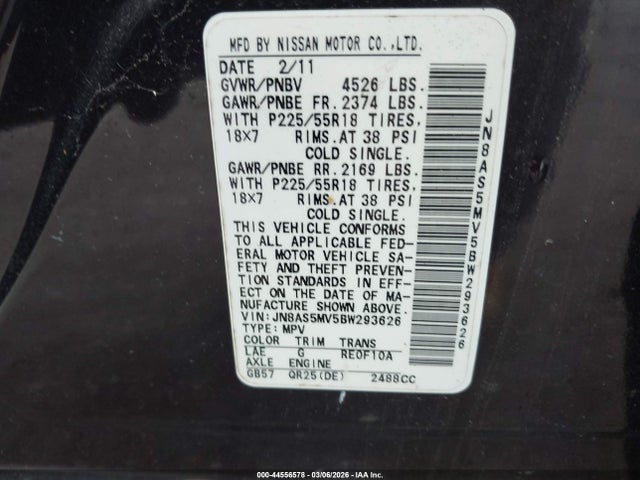 MFD BY NISSAN MOTOR CO.,LTD.
DATE 2/11
GVWR/PNBV 4526 LBS.
GAWR/PNBE FR. 2374 LBS.
WITH P225/55R18 TIRES.
18X7 RIMS.AT 38 PSI
COLD SINGLE.
GAWR/PNBE RR. 2169 LBS.
WITH P225/55R18 TIRES.
18X7 RIMS.AT 38 PSI
COLD SINGLE.
THIS VEHICLE CONFORMS
TO ALL APPLICABLE FED-
ERAL MOTOR VEHICLE SA-
FETY AND THEFT PREVEN-
TION STANDARDS IN EFF-
ECT ON THE DATE OF MA-
NUFACTURE SHOWN ABOVE.
VIN:JN8AS5MV5BW293626
TYPE:MPV
COLOR TRIM TRANS
LAE G RE0F10A
AXLE ENGINE
GB57 QR25(DE) 2488CC
JN8AS5MV5BW293626
000-44556578 — 03/06/2026 — IAA Inc.